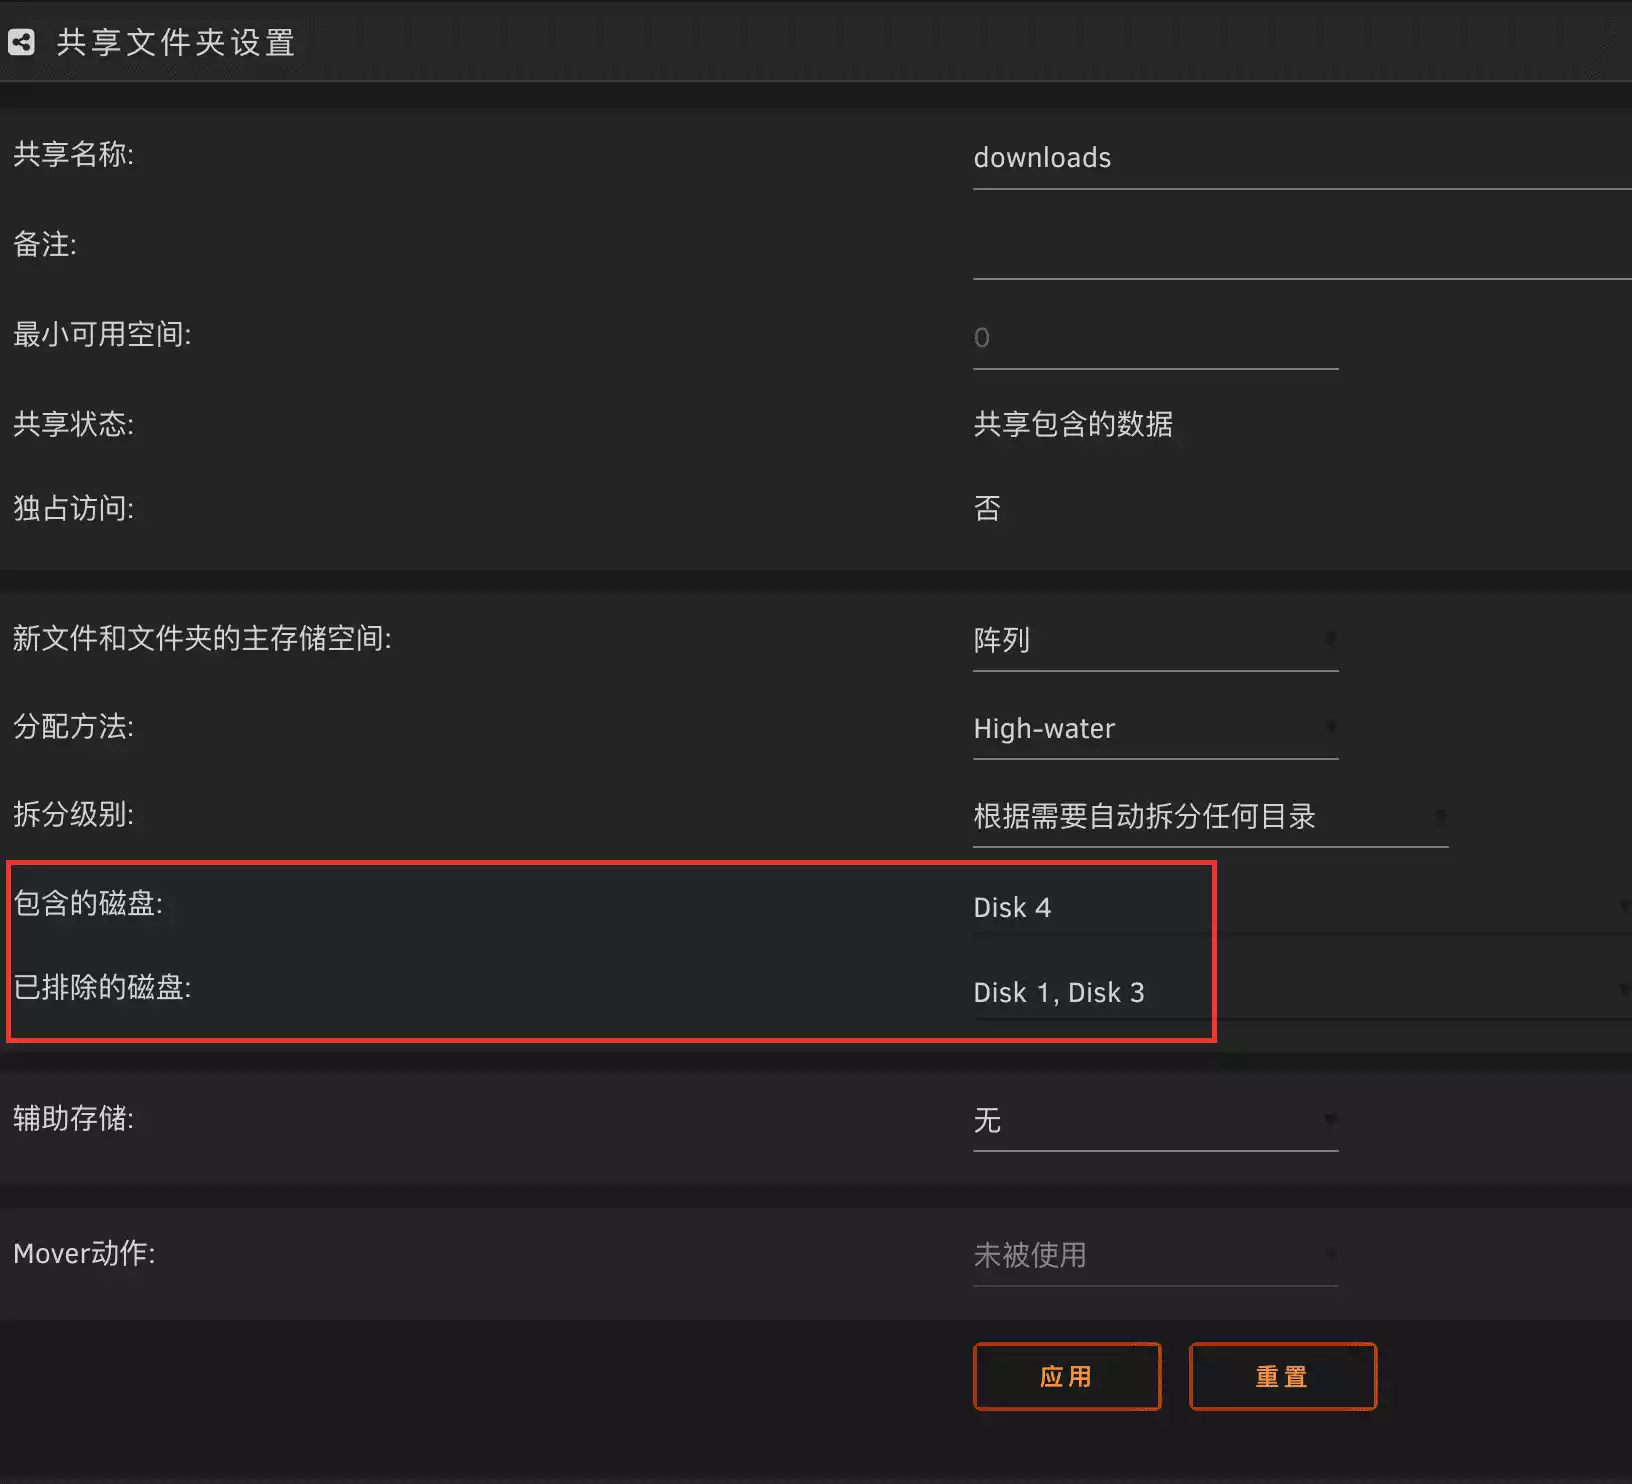 共享文件夹设置
共享名称:
downloads
备注:
最小可用空间:
0
共享状态:
共享包含的数据
独占访问:
否
新文件和文件夹的主存储空间:
阵列
分配方法:
High-water
拆分级别:
根据需要自动拆分任何目录
包含的磁盘:
Disk 4
已排除的磁盘:
Disk 1, Disk 3
辅助存储:
无
Mover动作:
未被使用
应用
重置